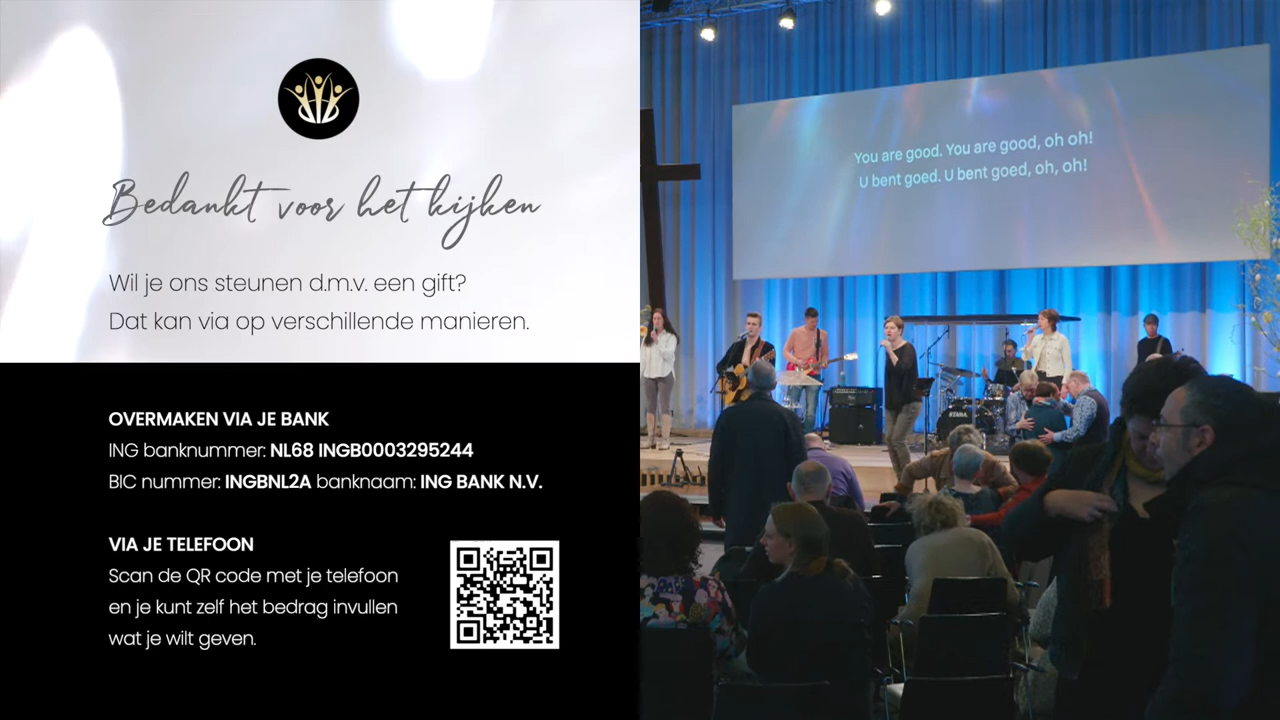 Bedankt voor het kijken
Wil je ons steunen d.m.v. een gift?
Dat kan via op verschillende manieren.
OVERMAKEN VIA JE BANK
ING banknummer: NL68 INGB0003295244
BIC nummer: INGBNL2A banknaam: ING BANK N.V.
VIA JE TELEFOON
Scan de QR code met je telefoon
en je kunt zelf het bedrag invullen
wat je wilt geven.
You are good. You are good, oh oh!
U bent goed. U bent goed, oh, oh!
TAMA